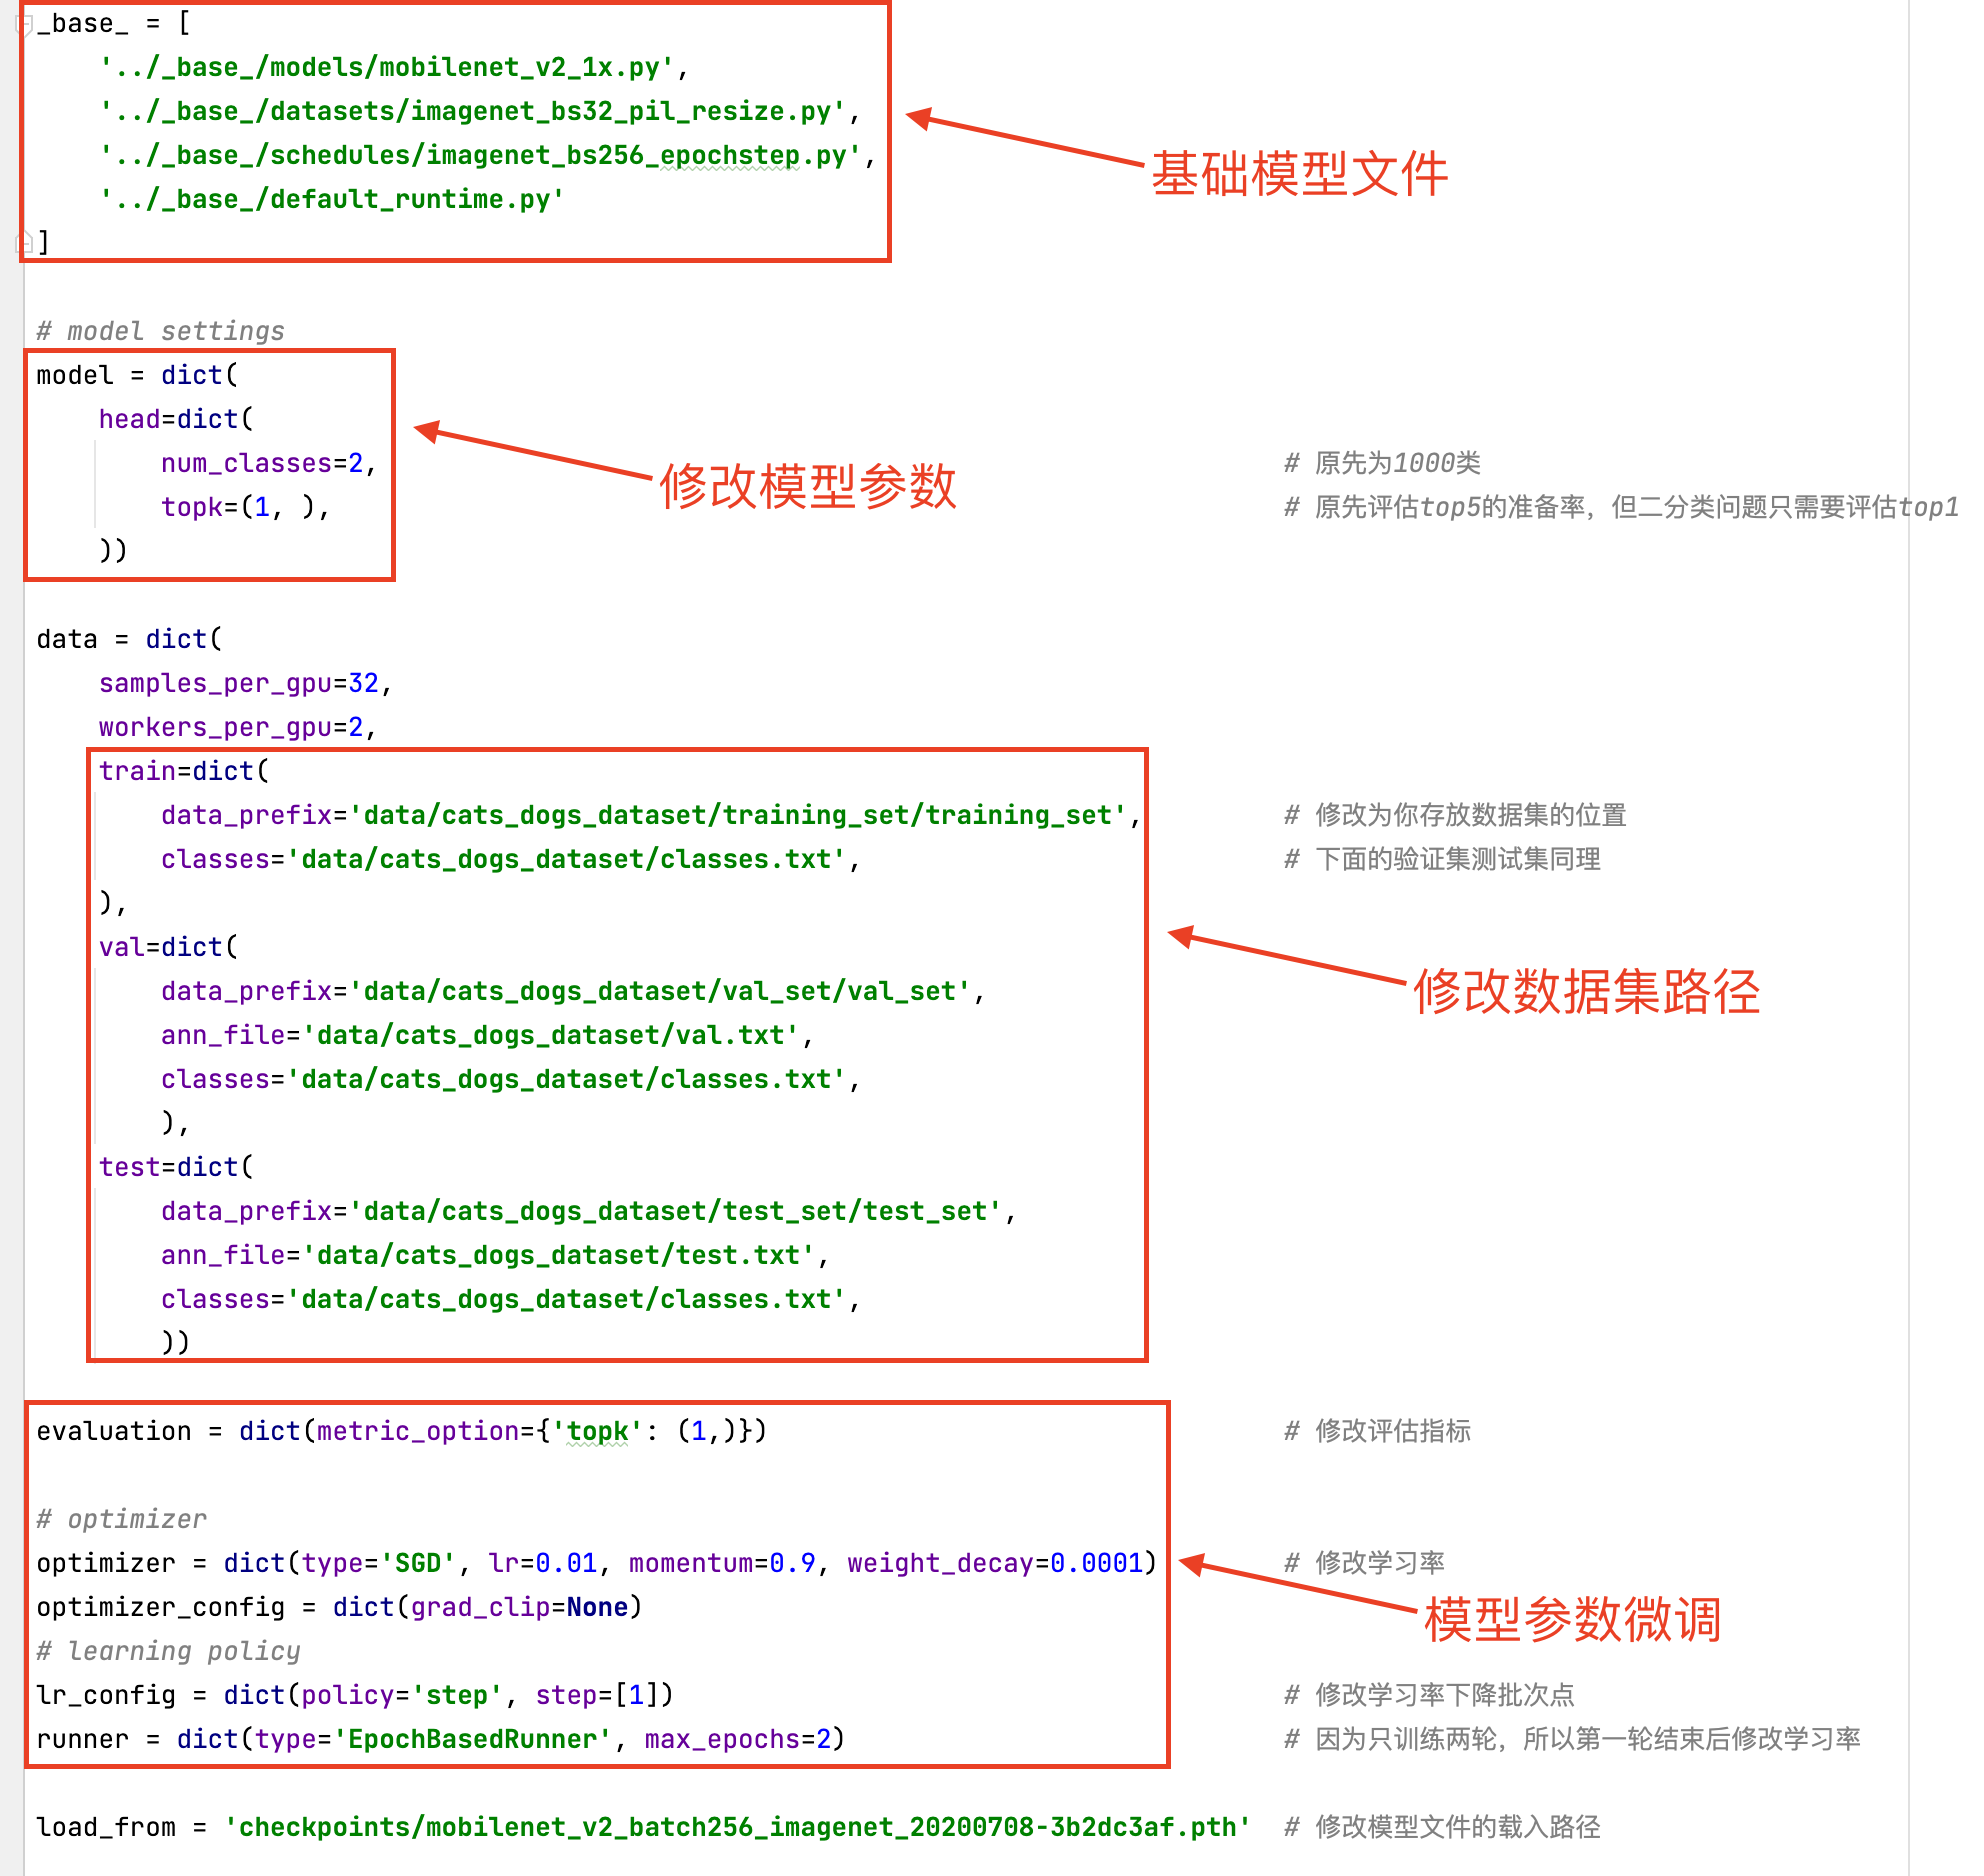 _base_ = [
'../_base_/models/mobilenet_v2_1x.py',
'../_base_/datasets/imagenet_bs32_pil_resize.py',
'../_base_/schedules/imagenet_bs256_epochstep.py',
'../_base_/default_runtime.py'
]
基础模型文件
# model settings
model = dict(
head=dict(
num_classes=2, # 原先为1000类
topk=(1, ), # 原先评估top5的准备率，但二分类问题只需要评估top1
))
修改模型参数
data = dict(
samples_per_gpu=32,
workers_per_gpu=2,
train=dict(
data_prefix='data/cats_dogs_dataset/training_set/training_set', # 修改为你存放数据集的位置
classes='data/cats_dogs_dataset/classes.txt', # 下面的验证集测试集同理
),
val=dict(
data_prefix='data/cats_dogs_dataset/val_set/val_set',
ann_file='data/cats_dogs_dataset/val.txt',
classes='data/cats_dogs_dataset/classes.txt',
),
test=dict(
data_prefix='data/cats_dogs_dataset/test_set/test_set',
ann_file='data/cats_dogs_dataset/test.txt',
classes='data/cats_dogs_dataset/classes.txt',
))
修改数据集路径
evaluation = dict(metric_option={'topk': (1,)}) # 修改评估指标
# optimizer
optimizer = dict(type='SGD', lr=0.01, momentum=0.9, weight_decay=0.0001) # 修改学习率
optimizer_config = dict(grad_clip=None)
# learning policy
lr_config = dict(policy='step', step=[1]) # 修改学习率下降批次点
runner = dict(type='EpochBasedRunner', max_epochs=2) # 因为只训练两轮，所以第一轮结束后修改学习率
模型参数微调
load_from = 'checkpoints/mobilenet_v2_batch256_imagenet_20200708-3b2dc3af.pth' # 修改模型文件的载入路径